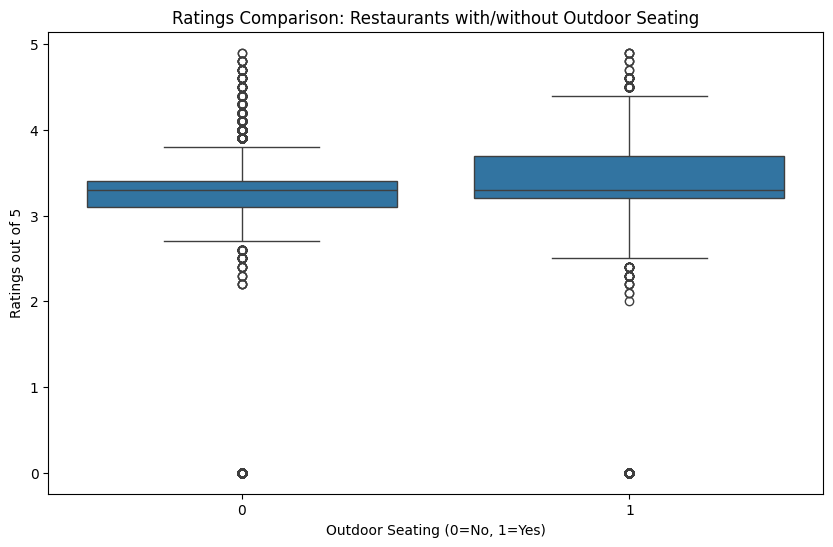 Ratings Comparison: Restaurants with/without Outdoor Seating
Ratings out of 5
5
4
3
2
1
0
0 1
Outdoor Seating (0=No, 1=Yes)